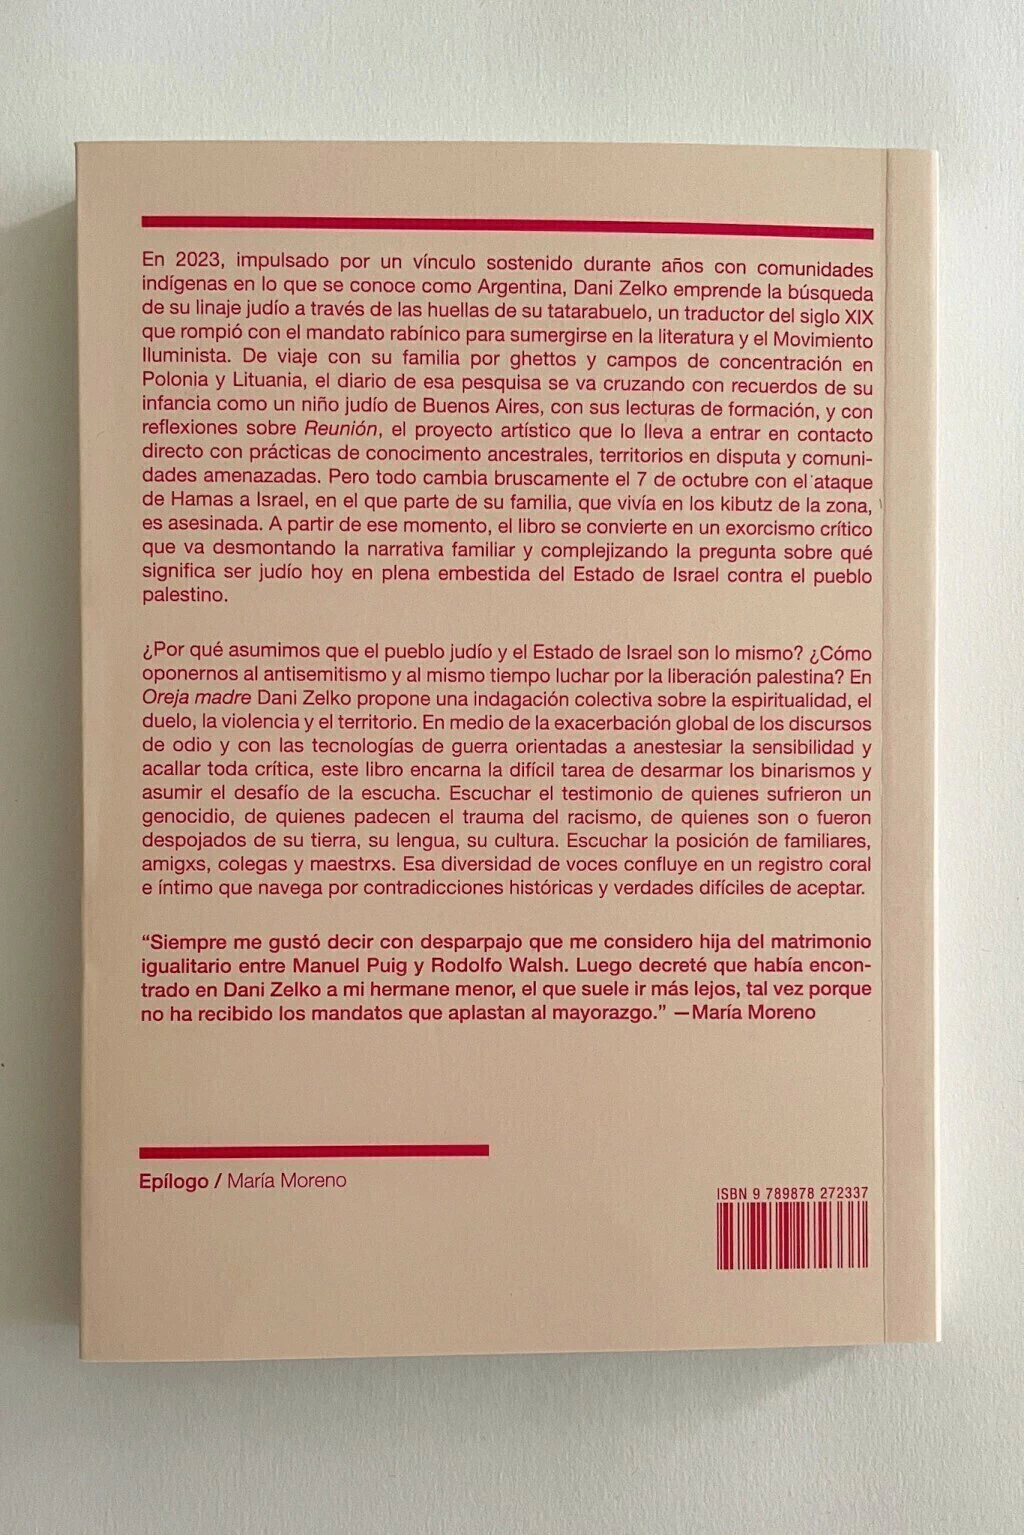 En 2023, impulsado por un vínculo sostenido durante años con comunidades
indígenas en lo que se conoce como Argentina, Dani Zelko emprende la búsqueda
de su linaje judío a través de las huellas de su tatarabuelo, un traductor del siglo XIX
que rompió con el mandato rabínico para sumergirse en la literatura y el Movimiento
Iluminista. De viaje con su familia por ghettos y campos de concentración en
Polonia y Lituania, el diario de esa pesquisa se va cruzando con recuerdos de su
infancia como un niño judío de Buenos Aires, con sus lecturas de formación, y con
reflexiones sobre Reunión, el proyecto artístico que lo lleva a entrar en contacto
directo con prácticas de conocimento ancestrales, territorios en disputa y comuni-
dades amenazadas. Pero todo cambia bruscamente el 7 de octubre con el ataque
de Hamas a Israel, en el que parte de su familia, que vivía en los kibutz de la zona,
es asesinada. A partir de ese momento, el libro se convierte en un exorcismo crítico
que va desmontando la narrativa familiar y complejizando la pregunta sobre qué
significa ser judío hoy en plena embestida del Estado de Israel contra el pueblo
palestino.
¿Por qué asumimos que el pueblo judío y el Estado de Israel son lo mismo? ¿Cómo
oponernos al antisemitismo y al mismo tiempo luchar por la liberación palestina? En
Oreja madre Dani Zelko propone una indagación colectiva sobre la espiritualidad, el
duelo, la violencia y el territorio. En medio de la exacerbación global de los discursos
de odio y con las tecnologías de guerra orientadas a anestesiar la sensibilidad y
acallar toda crítica, este libro encarna la difícil tarea de desarmar los binarismos y
asumir el desafío de la escucha. Escuchar el testimonio de quienes sufrieron un
genocidio, de quienes padecen el trauma del racismo, de quienes son o fueron
despojados de su tierra, su lengua, su cultura. Escuchar la posición de familiares,
amigxs, colegas y maestrxs. Esa diversidad de voces confluye en un registro coral
e íntimo que navega por contradicciones históricas y verdades difíciles de aceptar.
“Siempre me gustó decir con desparpajo que me considero hija del matrimonio
igualitario entre Manuel Puig y Rodolfo Walsh. Luego decreté que había encon-
trado en Dani Zelko a mi hermane menor, el que suele ir más lejos, tal vez porque
no ha recibido los mandatos que aplastan al mayorazgo.” —María Moreno
Epílogo / María Moreno
ISBN 9 789878 272337